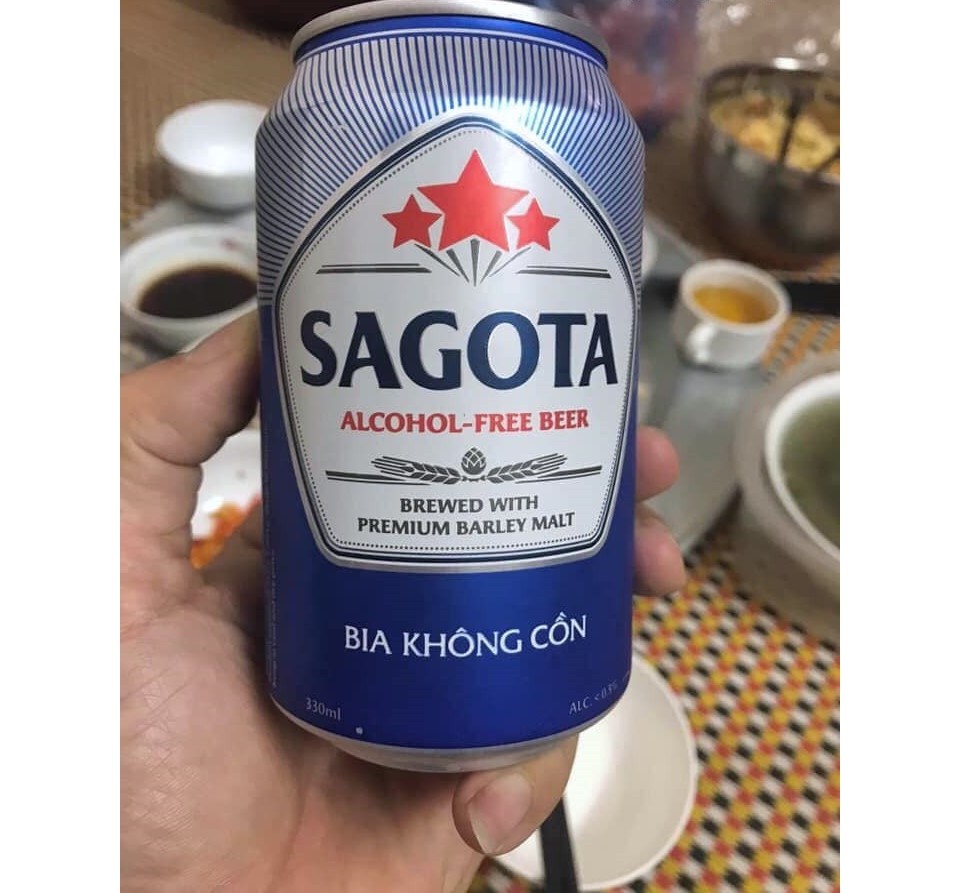 SAGOTA
ALCOHOL-FREE BEER
BREWED WITH
PREMIUM BARLEY MALT
BIA KHÔNG CỒN
330ml
ALC. <0.5%